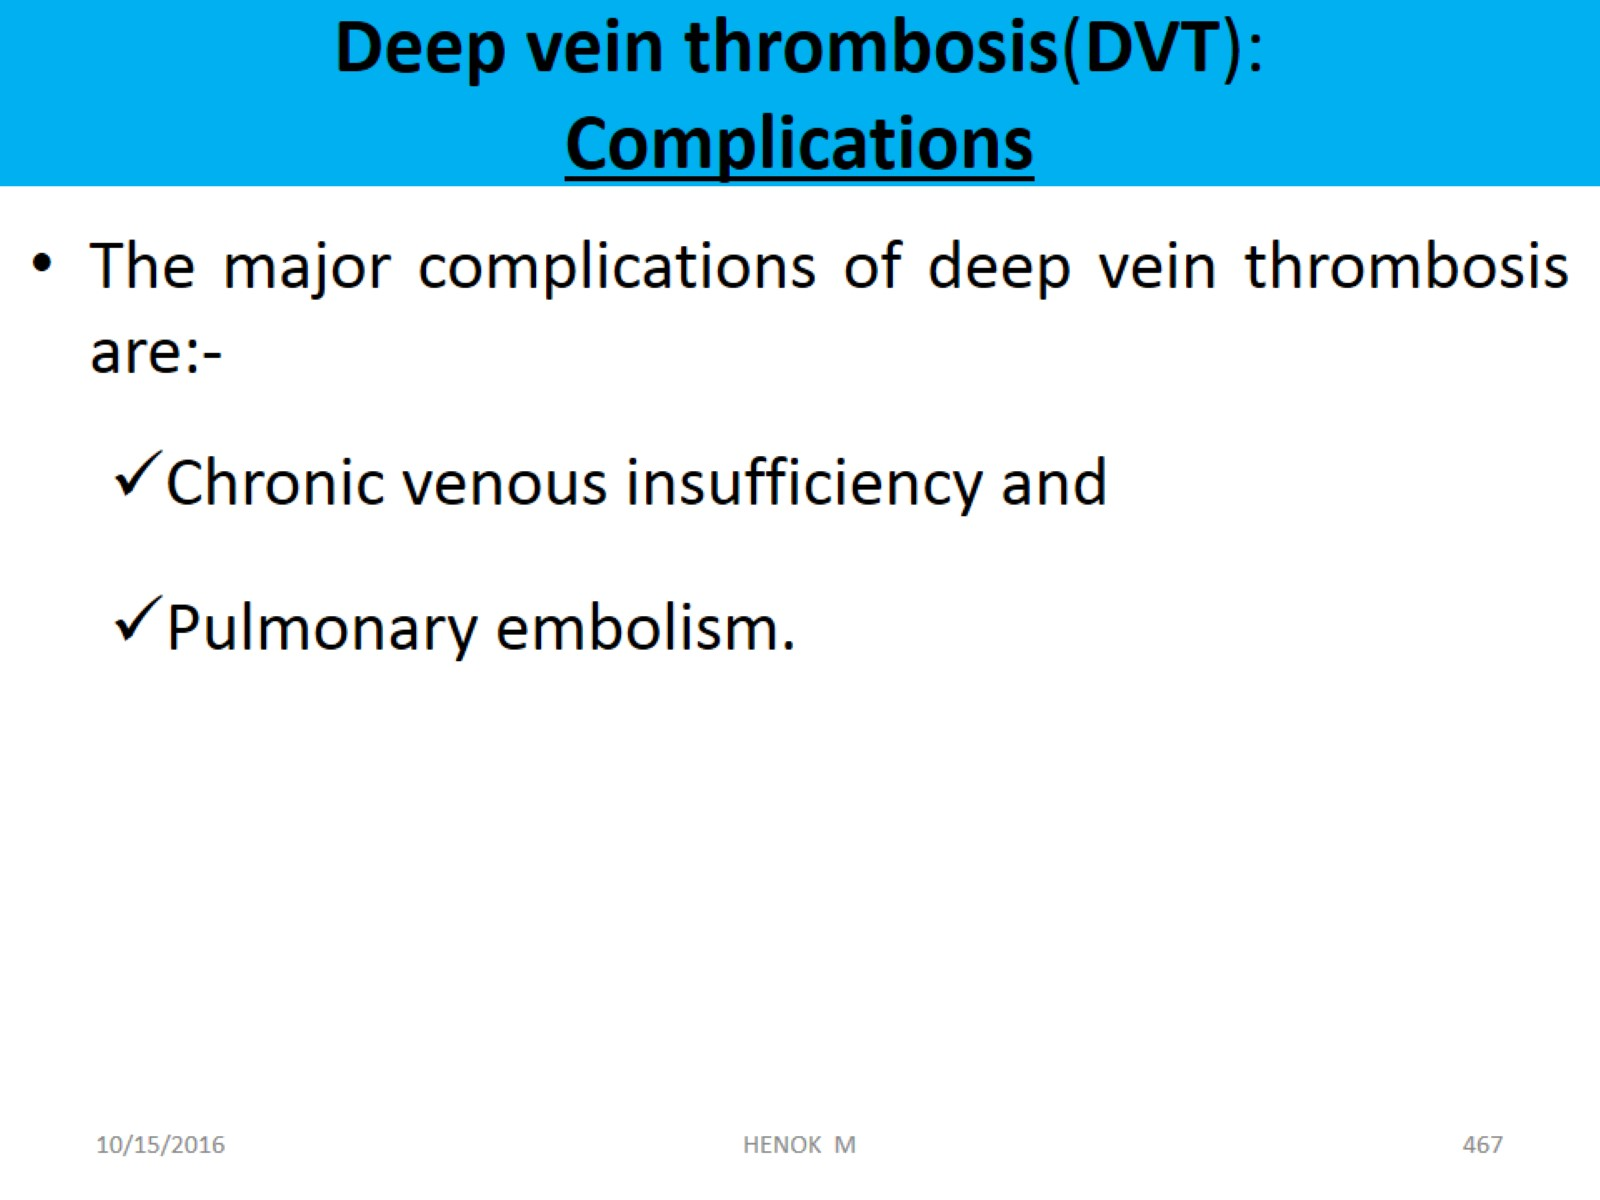 Deep vein thrombosis(DVT):
Complications
• The major complications of deep vein thrombosis
are:-
✓Chronic venous insufficiency and
✓Pulmonary embolism.
10/15/2016 HENOK M 467